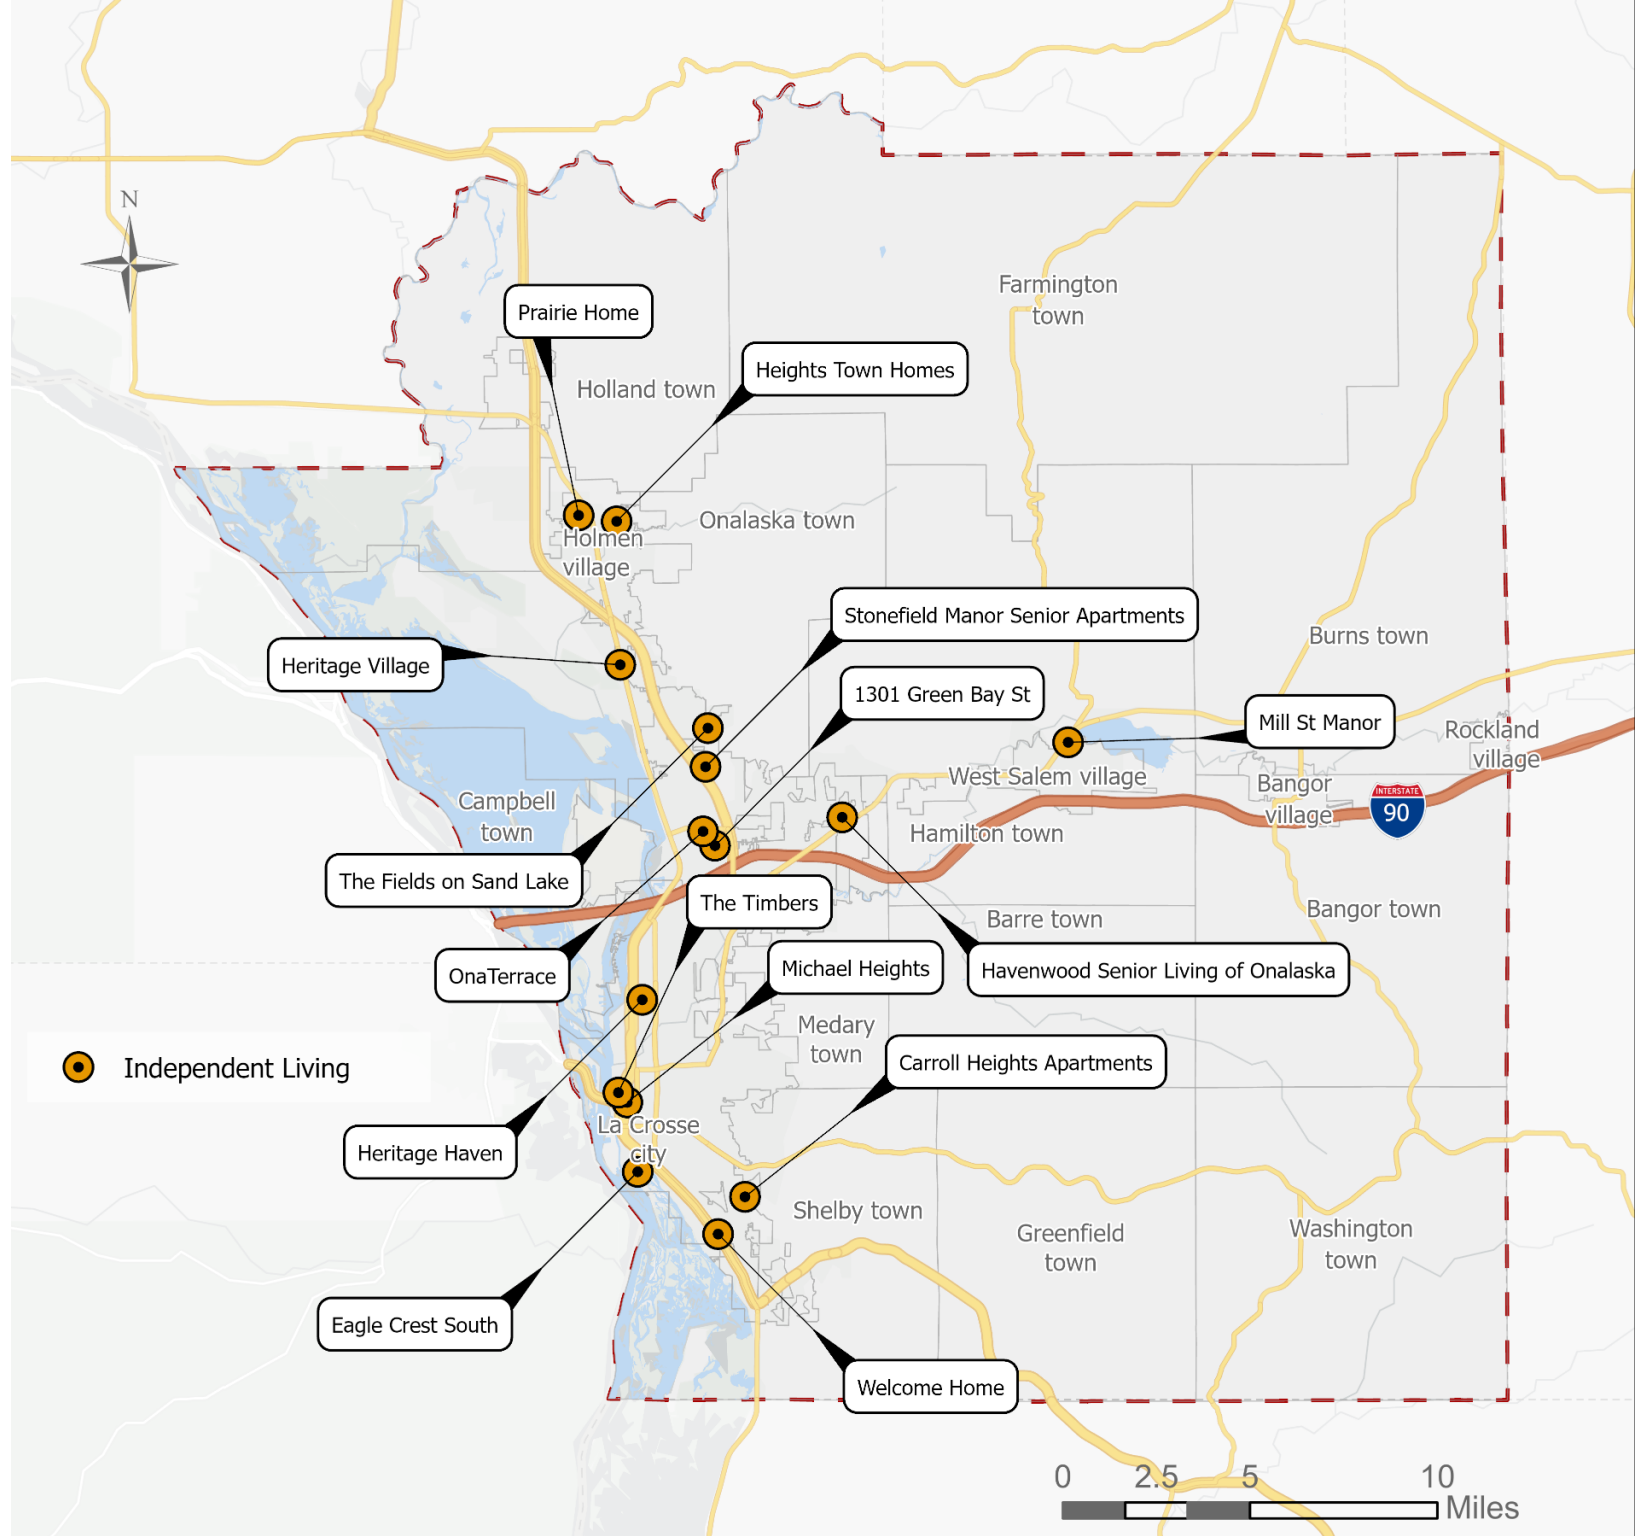 N
Prairie Home
Farmington
town
Heights Town Homes
Holland town
Onalaska town
Holmen
village
Stonefield Manor Senior Apartments
Burns town
Heritage Village
1301 Green Bay St
Mill St Manor
Rockland
village
West Salem village
Bangor
village
INTERSTATE
90
Campbell
town
Hamilton town
The Fields on Sand Lake
The Timbers
Barre town
Bangor town
OnaTerrace
Michael Heights
Havenwood Senior Living of Onalaska
Medary
town
Independent Living
Carroll Heights Apartments
La Crosse
city
Heritage Haven
Shelby town
Greenfield
town
Washington
town
Eagle Crest South
Welcome Home
0 2.5 5 10
Miles